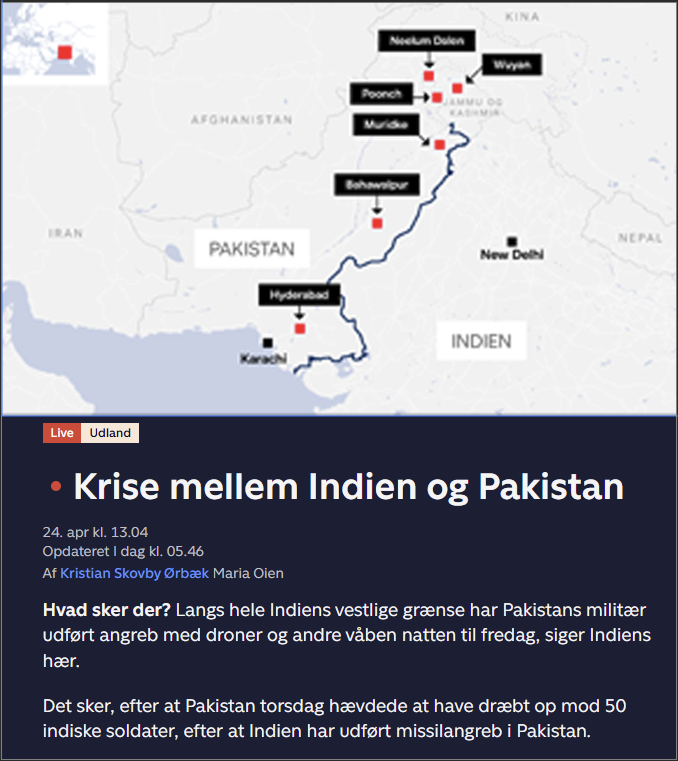 KINA
Neelum Dalen
Wuyan
Poonch
JAMMU OG
KASHMIR
AFGHANISTAN
Muridke
Bahawalpur
IRAN
PAKISTAN
NEPAL
New Delhi
Hyderabad
INDIEN
Karachi
Live Udland
Krise mellem Indien og Pakistan
24. apr kl. 13.04
Opdateret I dag kl. 05.46
Af Kristian Skovby Ørbæk Maria Oien
Hvad sker der? Langs hele Indiens vestlige grænse har Pakistans militær
udført angreb med droner og andre våben natten til fredag, siger Indiens
hær.
Det sker, efter at Pakistan torsdag hævdede at have dræbt op mod 50
indiske soldater, efter at Indien har udført missilangreb i Pakistan.